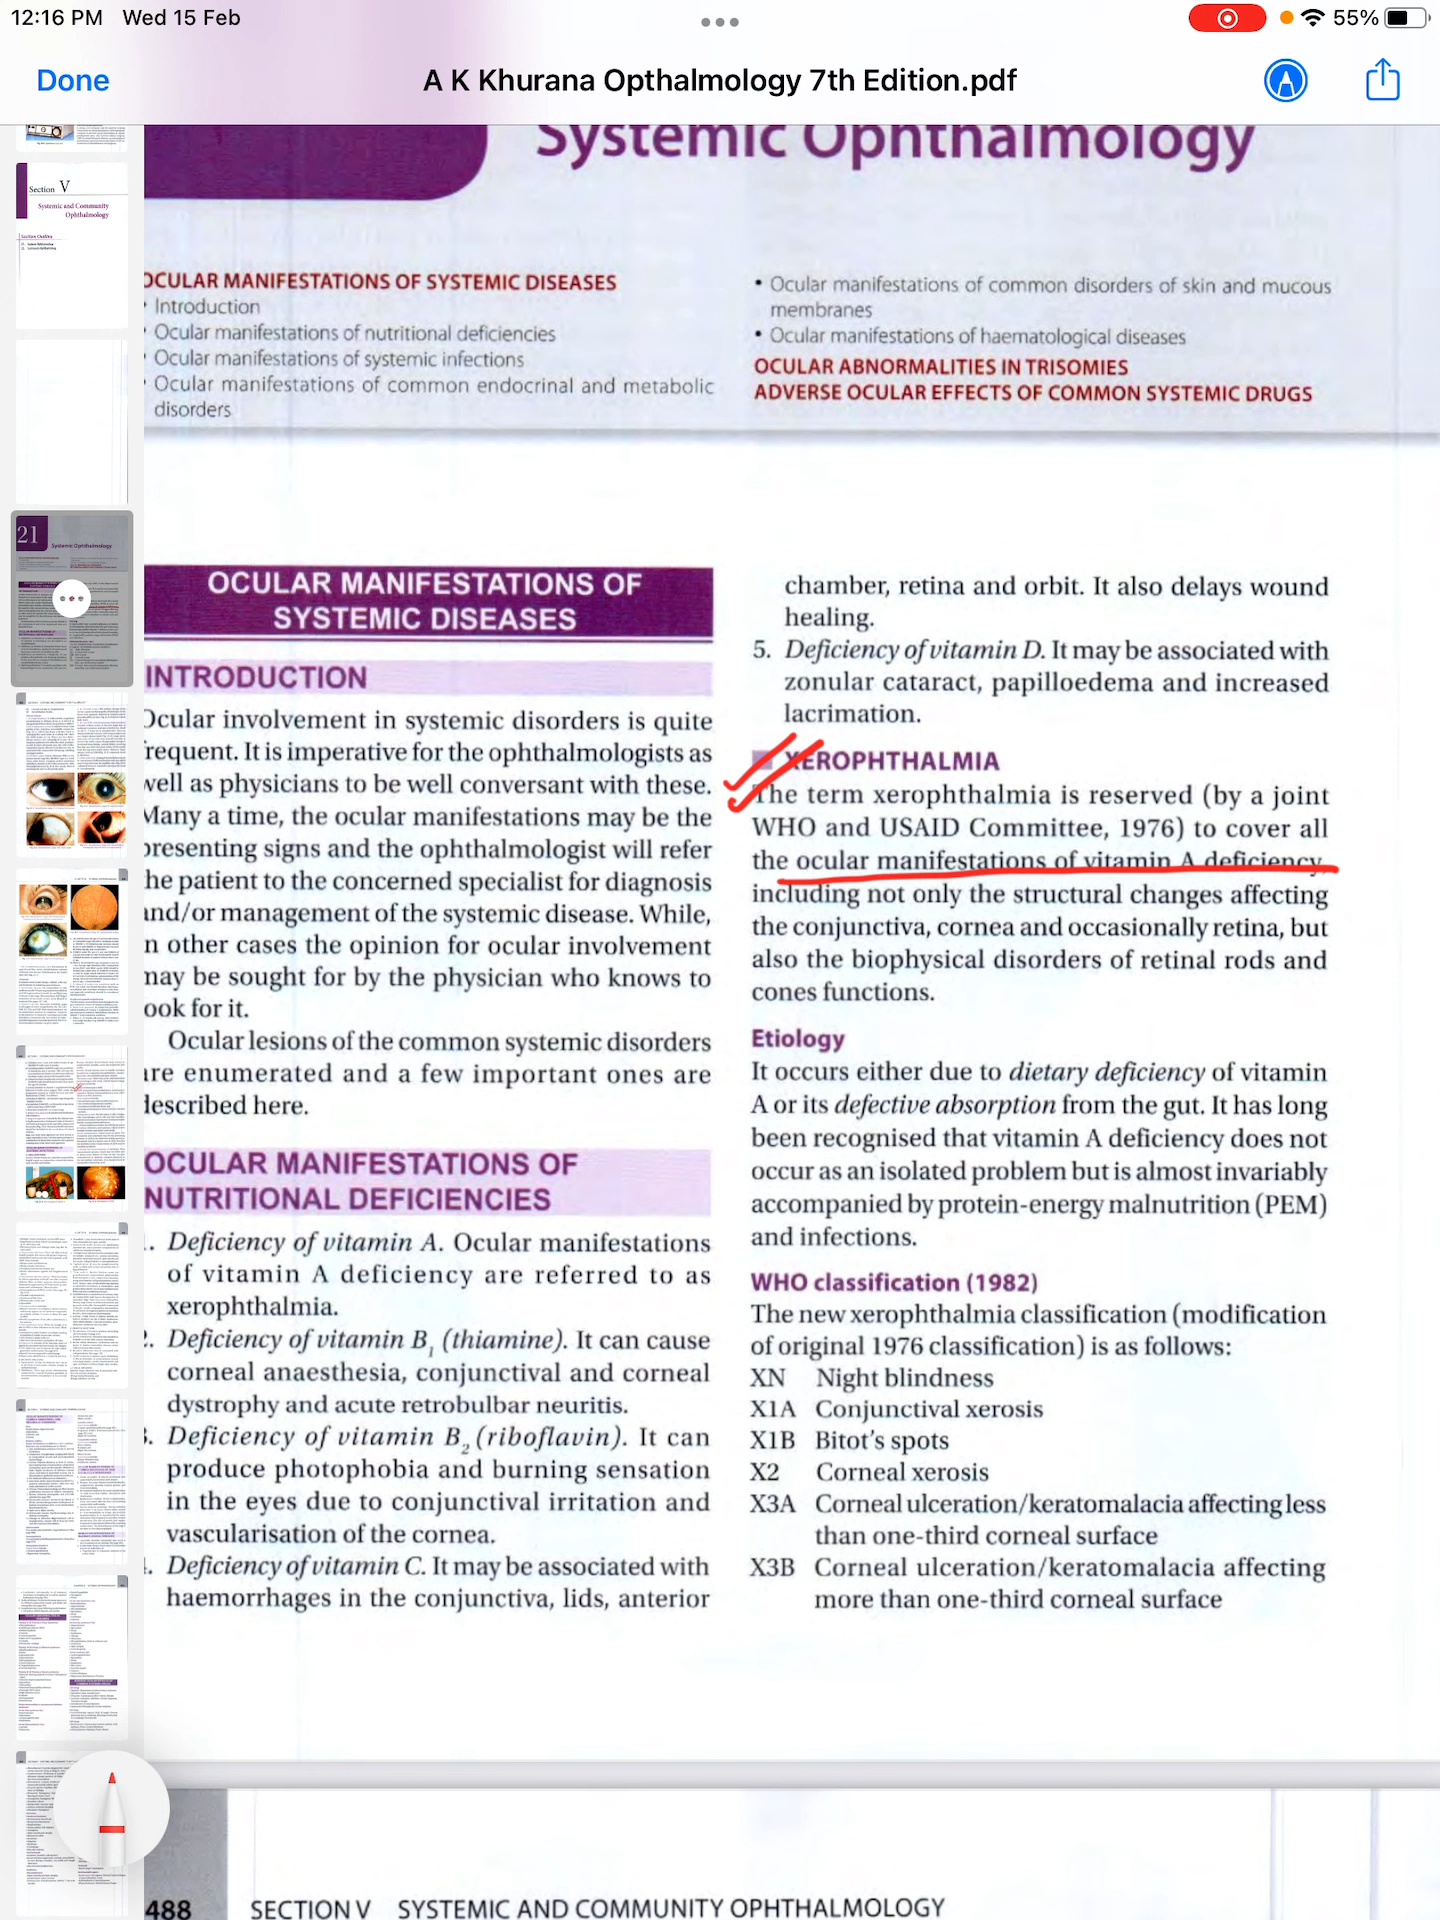 12:16 PM Wed 15 Feb
55%
Done
A K Khurana Opthalmology 7th Edition.pdf
Section V
Systemic and Community
Ophthalmology
Section Outline
21
Systemic Ophthalmology
Systemic Ophthalmology
OCULAR MANIFESTATIONS OF SYSTEMIC DISEASES
Introduction
Ocular manifestations of nutritional deficiencies
Ocular manifestations of systemic infections
Ocular manifestations of common endocrinal and metabolic
disorders
• Ocular manifestations of common disorders of skin and mucous
membranes
• Ocular manifestations of haematological diseases
OCULAR ABNORMALITIES IN TRISOMIES
ADVERSE OCULAR EFFECTS OF COMMON SYSTEMIC DRUGS
OCULAR MANIFESTATIONS OF
SYSTEMIC DISEASES
INTRODUCTION
Ocular involvement in systemic disorders is quite
frequent. It is imperative for the ophthalmologists as
well as physicians to be well conversant with these.
Many a time, the ocular manifestations may be the
presenting signs and the ophthalmologist will refer
the patient to the concerned specialist for diagnosis
and/or management of the systemic disease. While,
in other cases the opinion for ocular involvement
may be sought for by the physician who knows to
look for it.
Ocular lesions of the common systemic disorders
are enumerated and a few important ones are
described here.
OCULAR MANIFESTATIONS OF
NUTRITIONAL DEFICIENCIES
. Deficiency of vitamin A. Ocular manifestations
of vitamin A deficiency are referred to as
xerophthalmia.
2. Deficiency of vitamin B1 (thiamine). It can cause
corneal anaesthesia, conjunctival and corneal
dystrophy and acute retrobulbar neuritis.
3. Deficiency of vitamin B2 (riboflavin). It can
produce photophobia and burning sensation
in the eyes due to conjunctival irritation and
vascularisation of the cornea.
. Deficiency of vitamin C. It may be associated with
haemorrhages in the conjunctiva, lids, anterior
chamber, retina and orbit. It also delays wound
healing.
5. Deficiency of vitamin D. It may be associated with
zonular cataract, papilloedema and increased
lacrimation.
XEROPHTHALMIA
The term xerophthalmia is reserved (by a joint
WHO and USAID Committee, 1976) to cover all
the ocular manifestations of vitamin A deficiency,
including not only the structural changes affecting
the conjunctiva, cornea and occasionally retina, but
also the biophysical disorders of retinal rods and
cones functions.
Etiology
It occurs either due to dietary deficiency of vitamin
A or its defective absorption from the gut. It has long
been recognised that vitamin A deficiency does not
occur as an isolated problem but is almost invariably
accompanied by protein-energy malnutrition (PEM)
and infections.
WHO classification (1982)
The new xerophthalmia classification (modification
of original 1976 classification) is as follows:
XN Night blindness
X1A Conjunctival xerosis
X1B Bitot's spots
X2 Corneal xerosis
X3A Corneal ulceration/keratomalacia affecting less
than one-third corneal surface
X3B Corneal ulceration/keratomalacia affecting
more than one-third corneal surface
488 SECTION V SYSTEMIC AND COMMUNITY OPHTHALMOLOGY